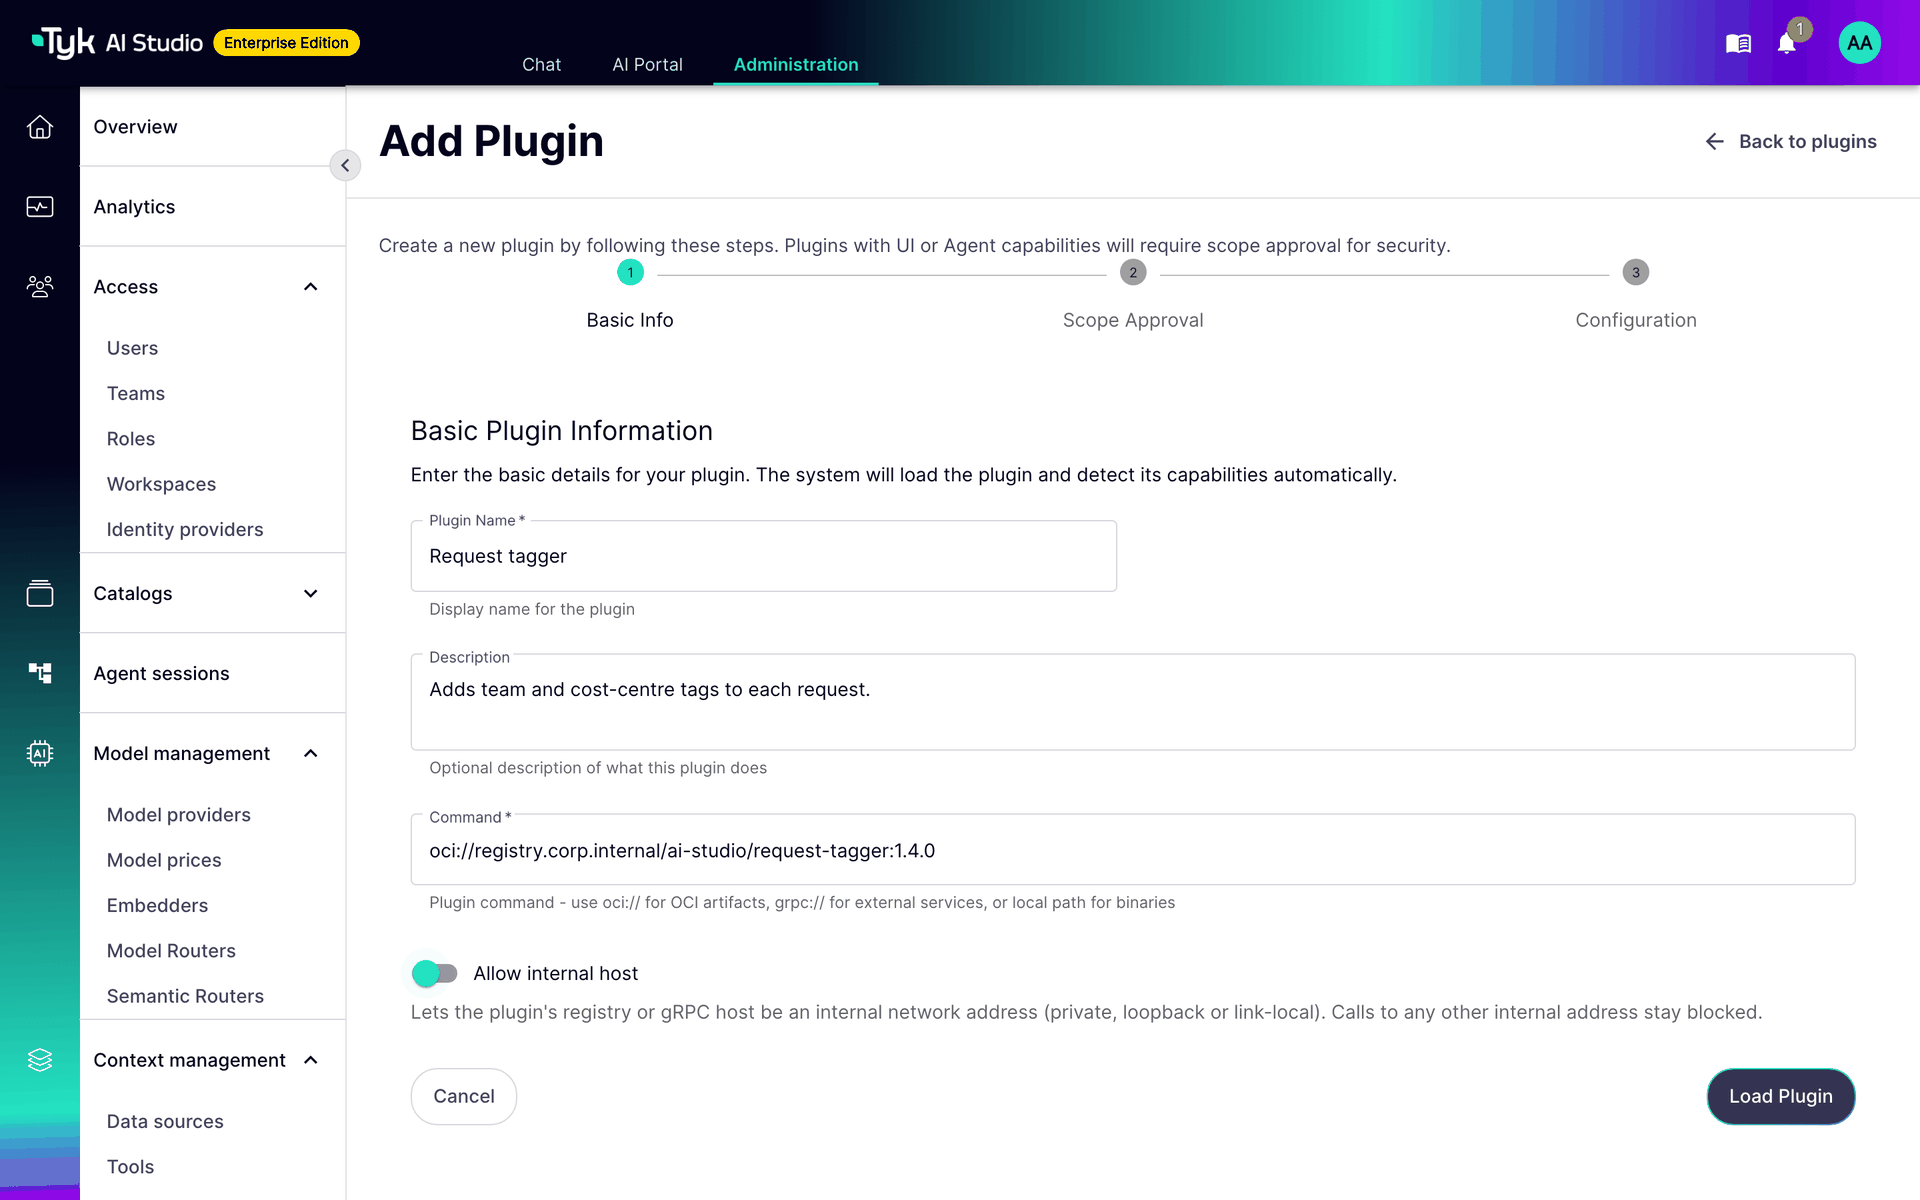 Tyk AI Studio Enterprise Edition
Chat AI Portal Administration
1
AA
Overview
Analytics
Access
Users
Teams
Roles
Workspaces
Identity providers
Catalogs
Agent sessions
Model management
Model providers
Model prices
Embedders
Model Routers
Semantic Routers
Context management
Data sources
Tools
AI
Add Plugin
Back to plugins
Create a new plugin by following these steps. Plugins with UI or Agent capabilities will require scope approval for security.
1 2 3
Basic Info Scope Approval Configuration
Basic Plugin Information
Enter the basic details for your plugin. The system will load the plugin and detect its capabilities automatically.
Plugin Name *
Request tagger
Display name for the plugin
Description
Adds team and cost-centre tags to each request.
Optional description of what this plugin does
Command *
oci://registry.corp.internal/ai-studio/request-tagger:1.4.0
Plugin command - use oci:// for OCI artifacts, grpc:// for external services, or local path for binaries
Allow internal host
Lets the plugin's registry or gRPC host be an internal network address (private, loopback or link-local). Calls to any other internal address stay blocked.
Cancel Load Plugin